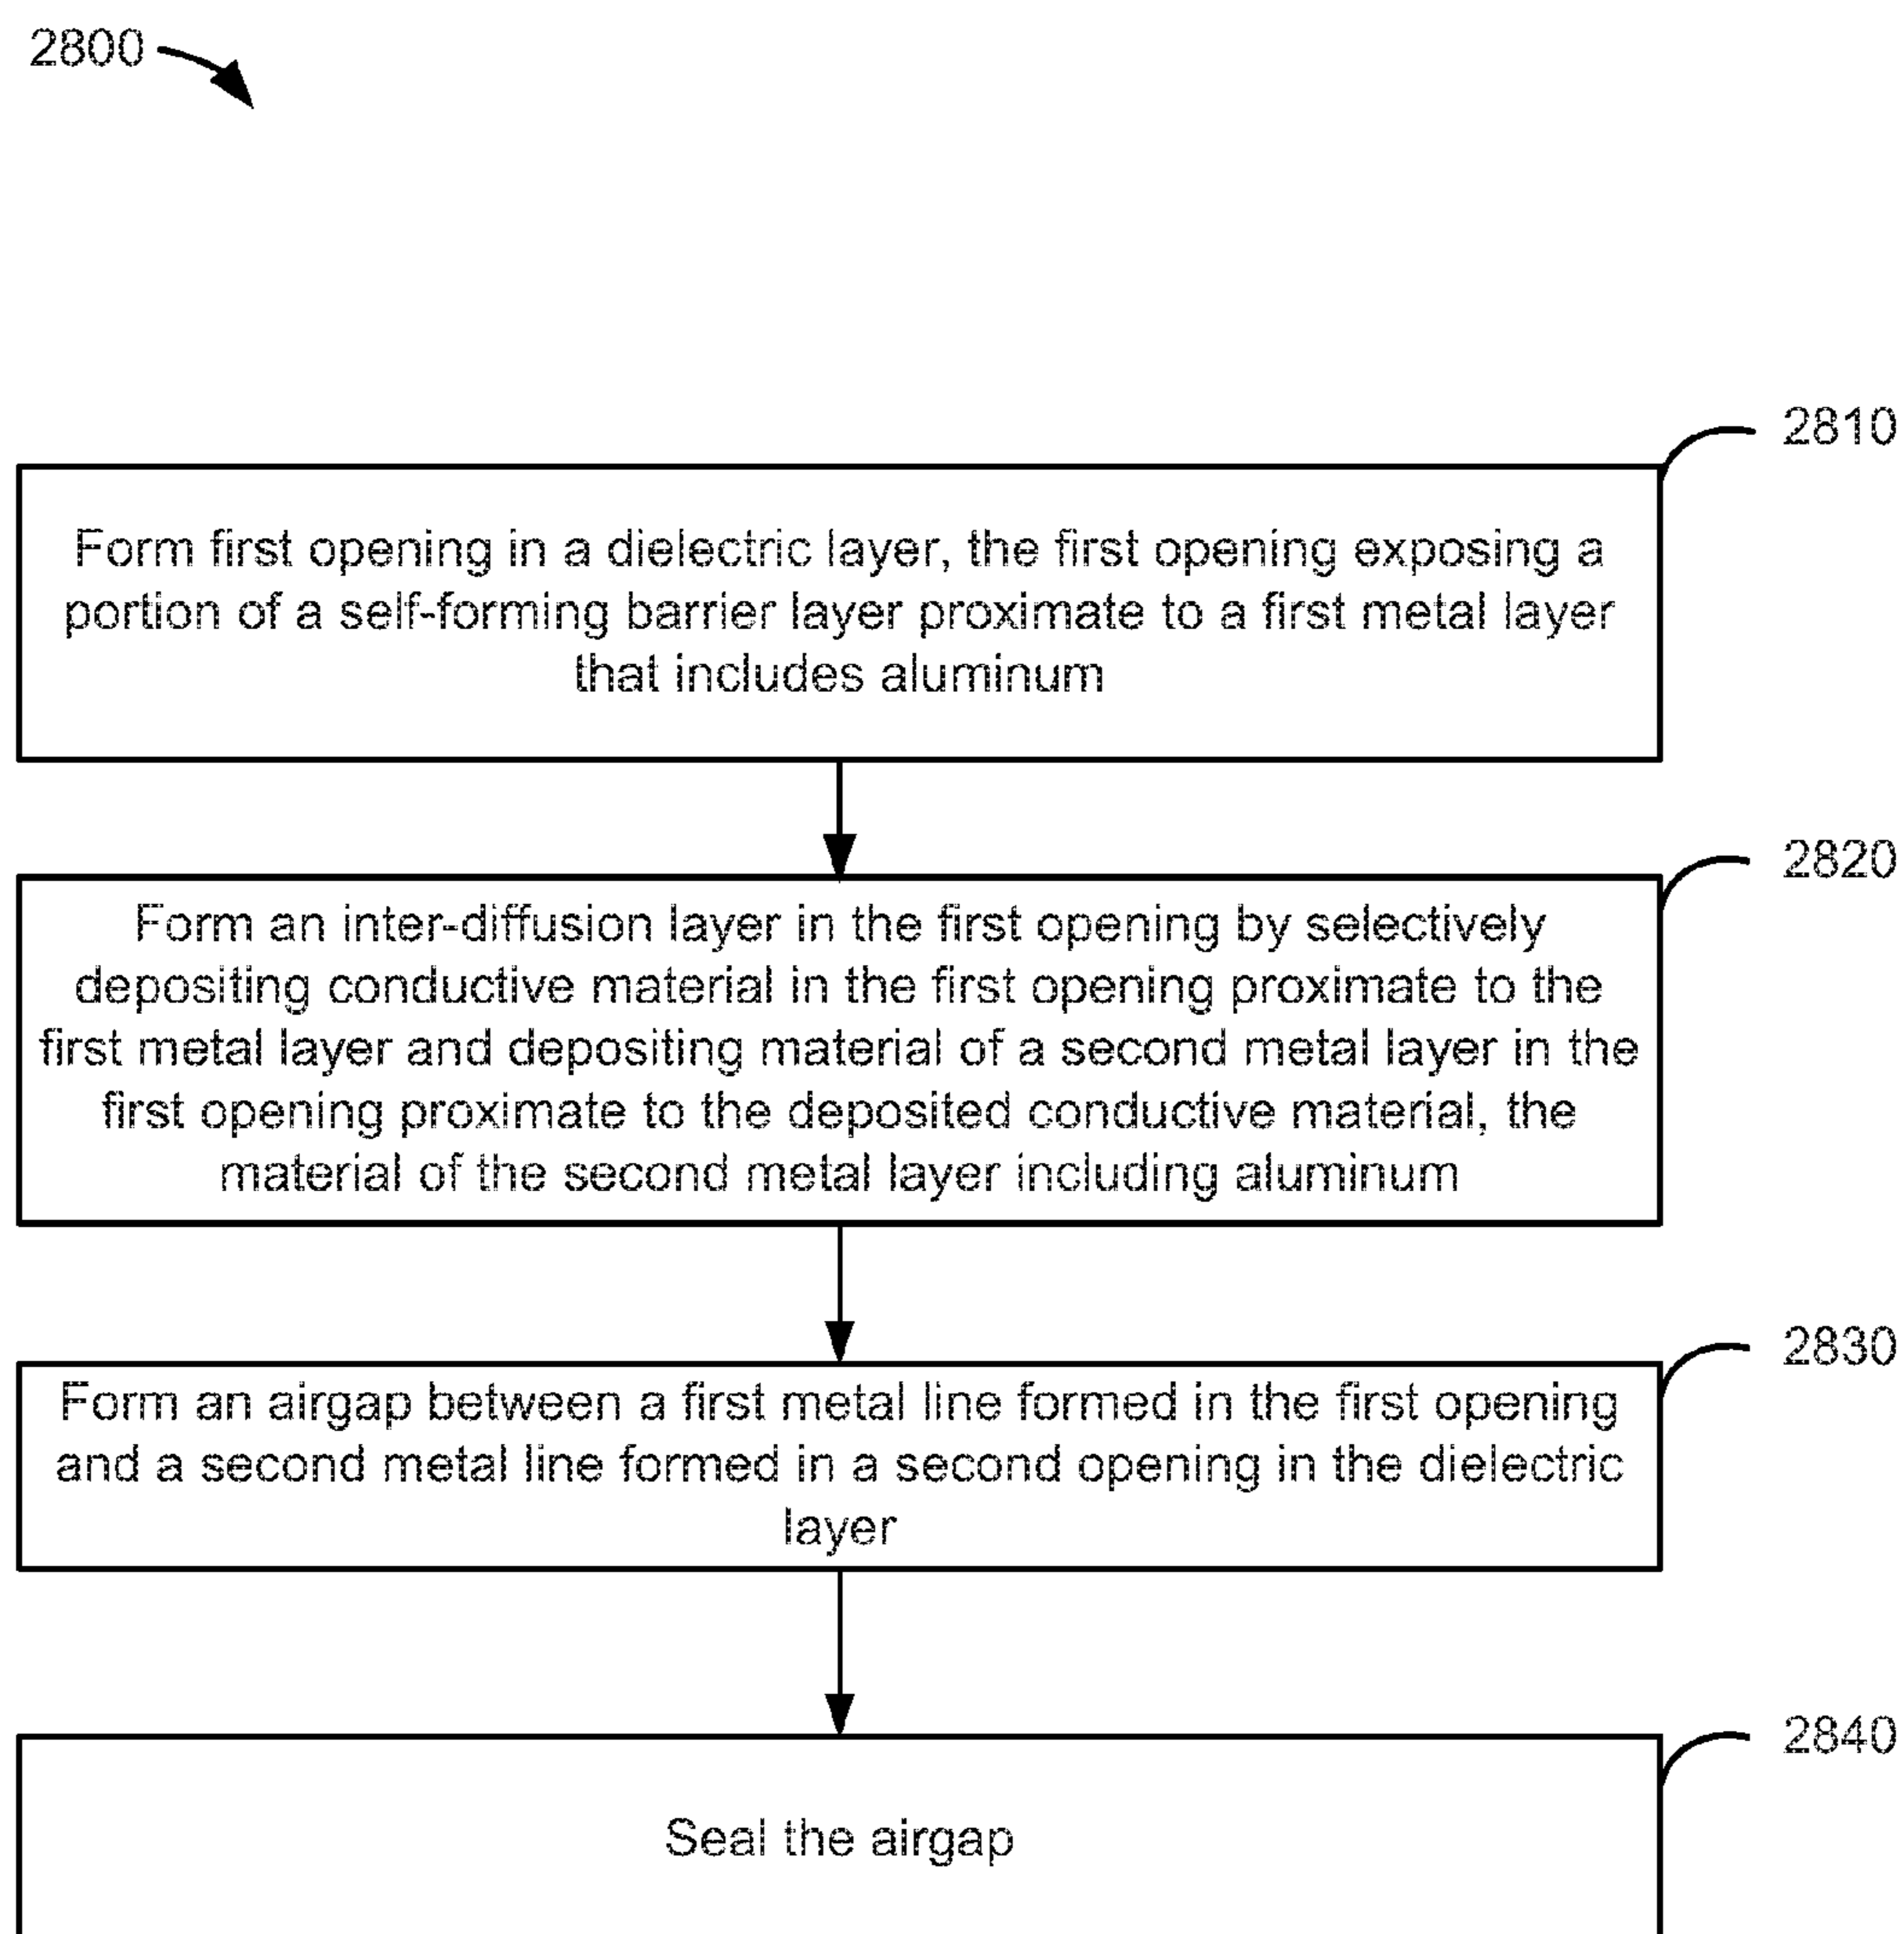 2800
2810
Form first opening in a dielectric layer, the first opening exposing a
portion of a self-forming barrier layer proximate to a first metal layer
that includes aluminum
2820
Form an inter-diffusion layer in the first opening by selectively
depositing conductive material in the first opening proximate to the
first metal layer and depositing material of a second metal layer in the
first opening proximate to the deposited conductive material, the
material of the second metal layer including aluminum
2830
Form an airgap between a first metal line formed in the first opening
and a second metal line formed in a second opening in the dielectric
layer
2840
Seal the airgap